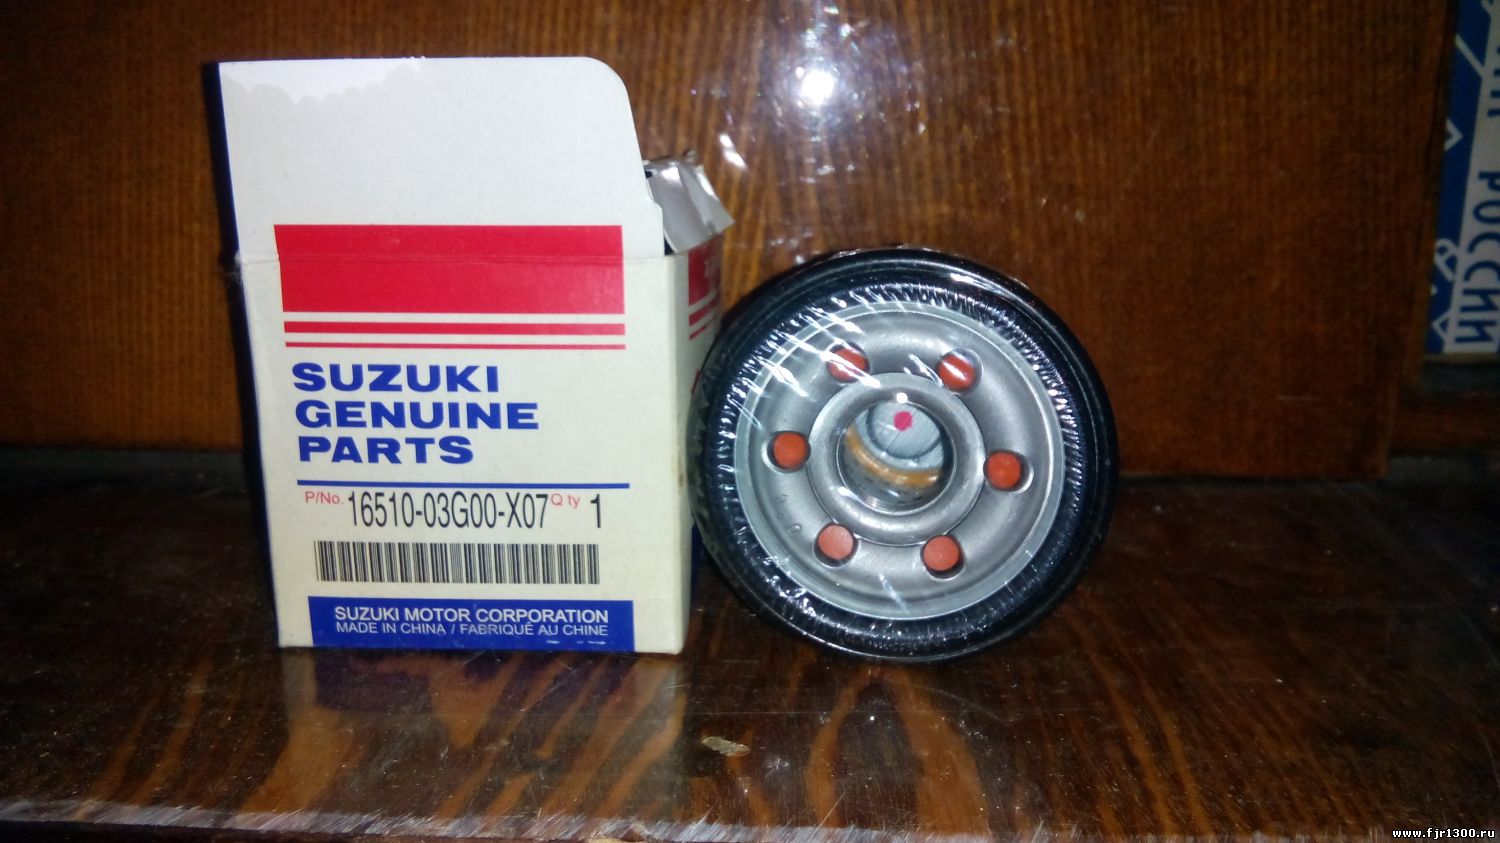 SUZUKI
GENUINE
PARTS
P/No. 16510-03G00-X07 Q'ty 1
SUZUKI MOTOR CORPORATION
MADE IN CHINA / FABRIQUÉ AU CHINE
РОССИИ
www.fjr1300.ru